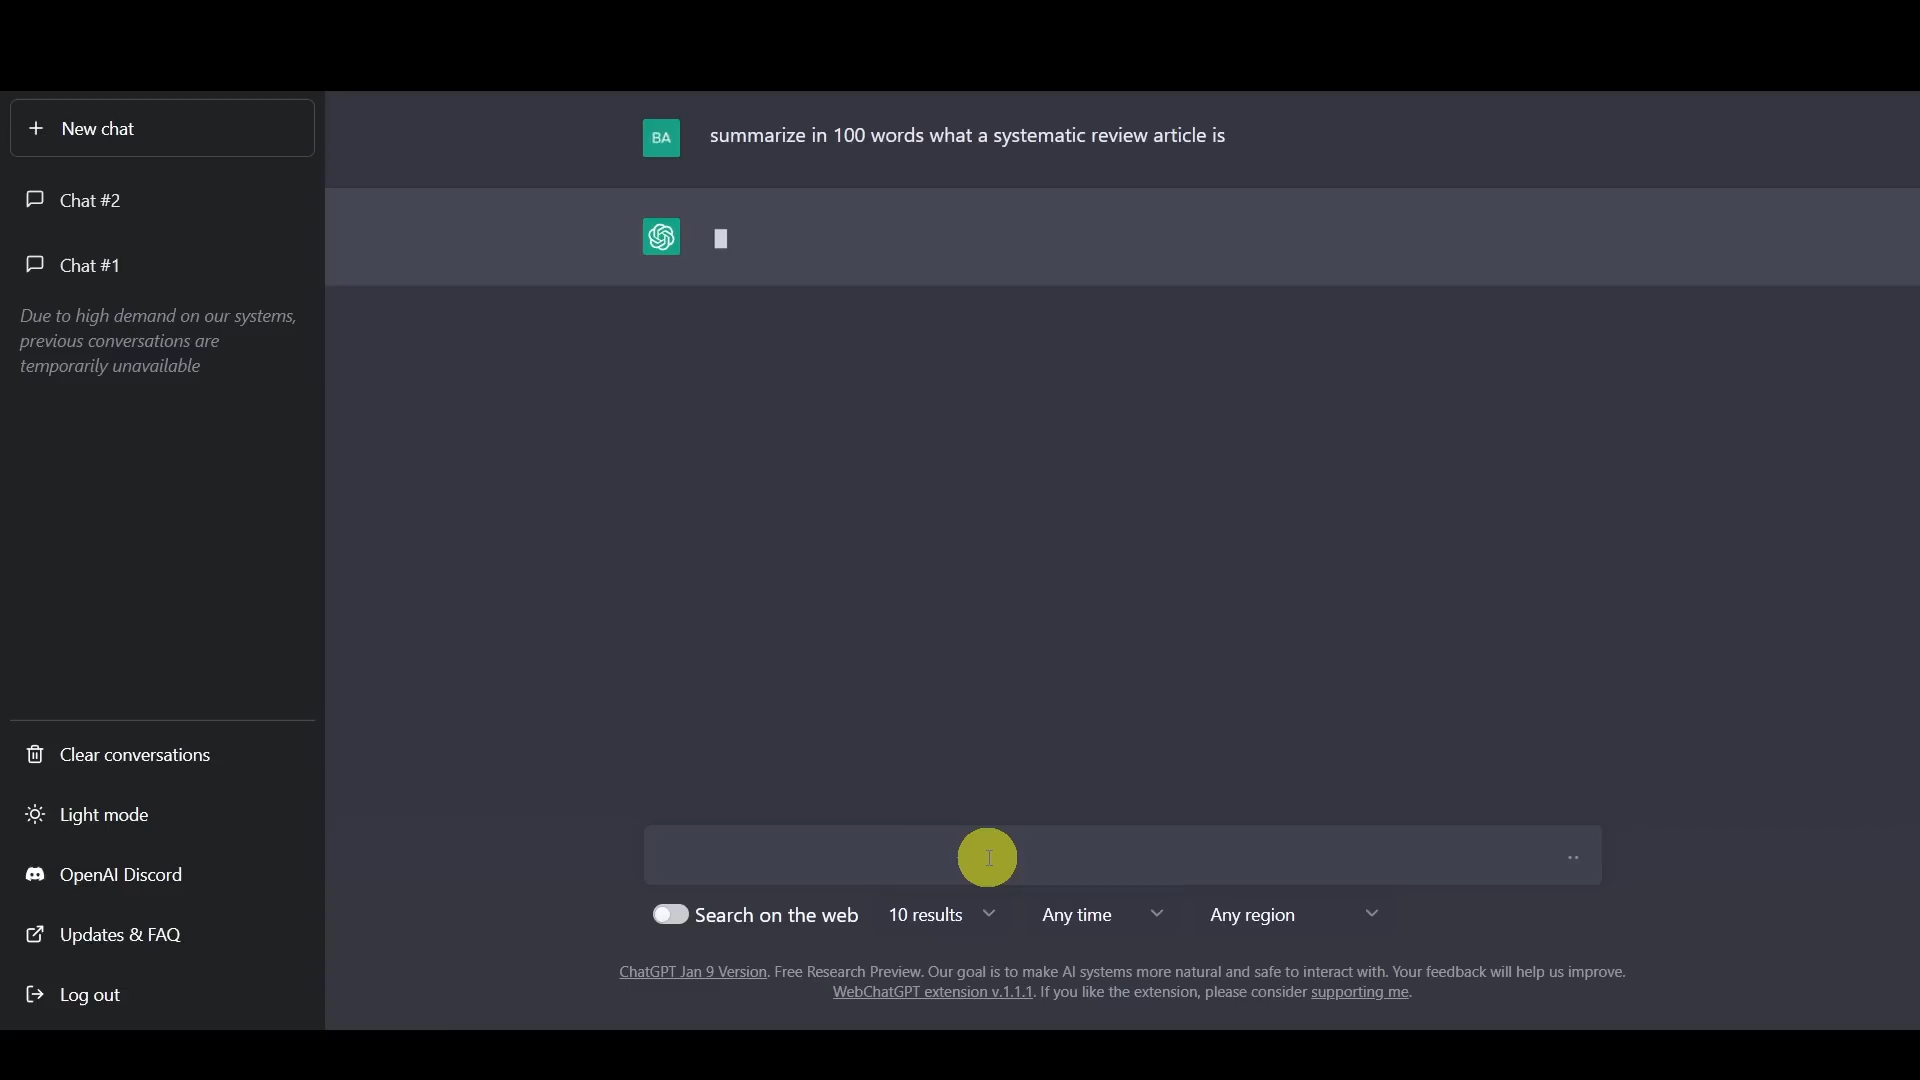 New chat
Chat #2
Chat #1
Due to high demand on our systems,
previous conversations are
temporarily unavailable
Clear conversations
Light mode
OpenAI Discord
Updates & FAQ
Log out
BA summarize in 100 words what a systematic review article is
Search on the web 10 results Any time Any region
ChatGPT Jan 9 Version. Free Research Preview. Our goal is to make AI systems more natural and safe to interact with. Your feedback will help us improve.
WebChatGPT extension v.1.1.1. If you like the extension, please consider supporting me.